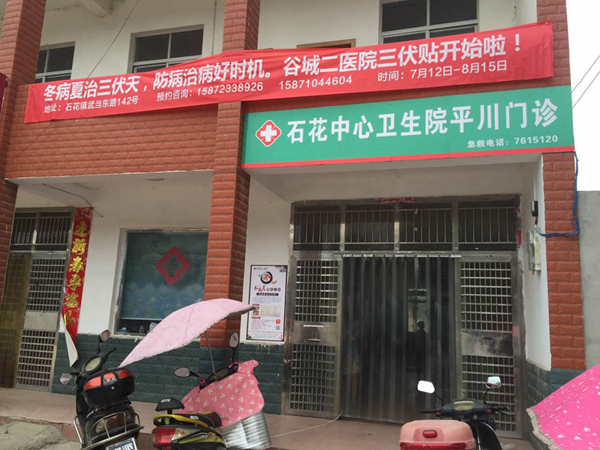 冬病夏治三伏天，防病治病好时机。谷城二医院三伏贴开始啦！
地址：石花镇武当东路142号 预约咨询：15872338926 15871044604 时间：7月12日-8月15日
石花中心卫生院平川门诊
急救电话：7615120